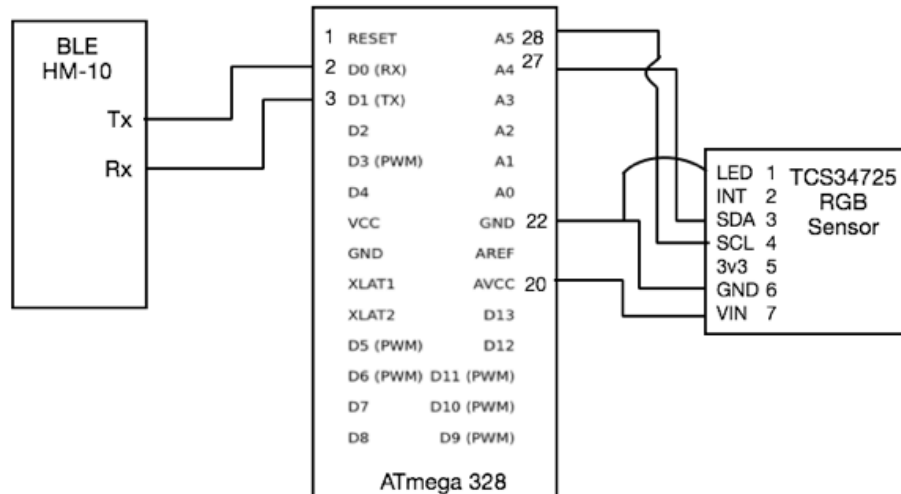 BLE
HM-10
Tx
Rx
1 RESET
2 D0 (RX)
3 D1 (TX)
D2
D3 (PWM)
D4
VCC
GND
XLAT1
XLAT2
D5 (PWM)
D6 (PWM)
D7
D8
A5 28
A4 27
A3
A2
A1
A0
GND 22
AREF
AVCC 20
D13
D12
D11 (PWM)
D10 (PWM)
D9 (PWM)
ATmega 328
LED 1
INT 2
SDA 3
SCL 4
3v3 5
GND 6
VIN 7
TCS34725
RGB
Sensor